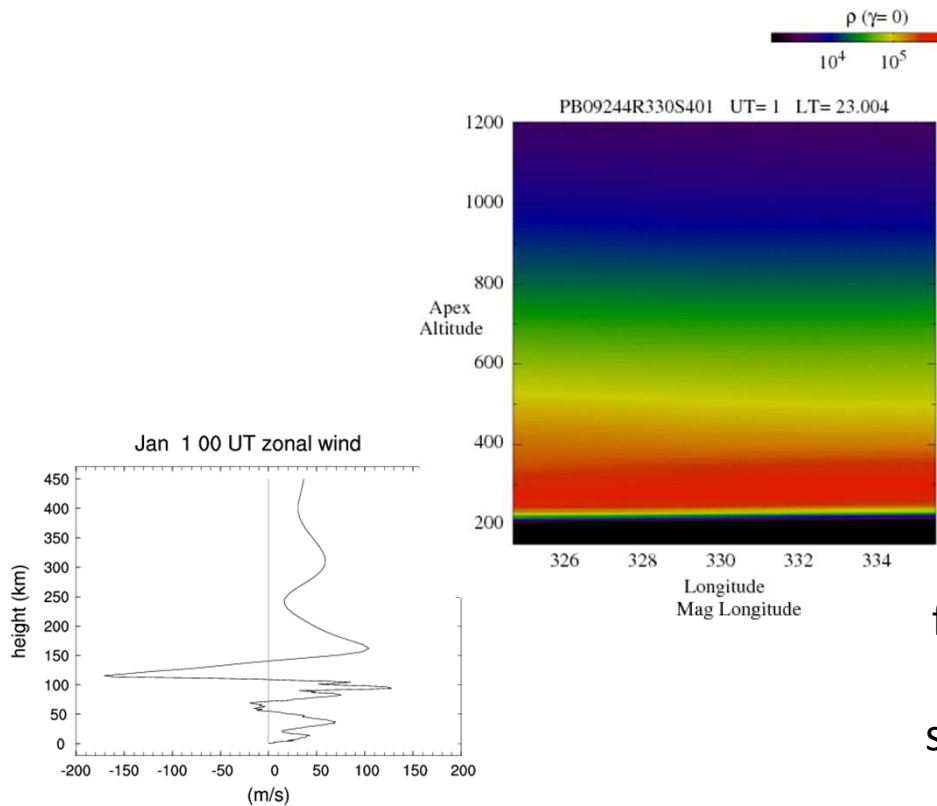 ρ (γ= 0)
10⁴ 10⁵
PB09244R330S401 UT= 1 LT= 23.004
1200
1000
800
Apex
Altitude
600
400
200
326 328 330 332 334
Longitude
Mag Longitude
Jan 1 00 UT zonal wind
450
400
350
300
250
200
150
100
50
0
height (km)
-200 -150 -100 -50 0 50 100 150 200
(m/s)
f
S